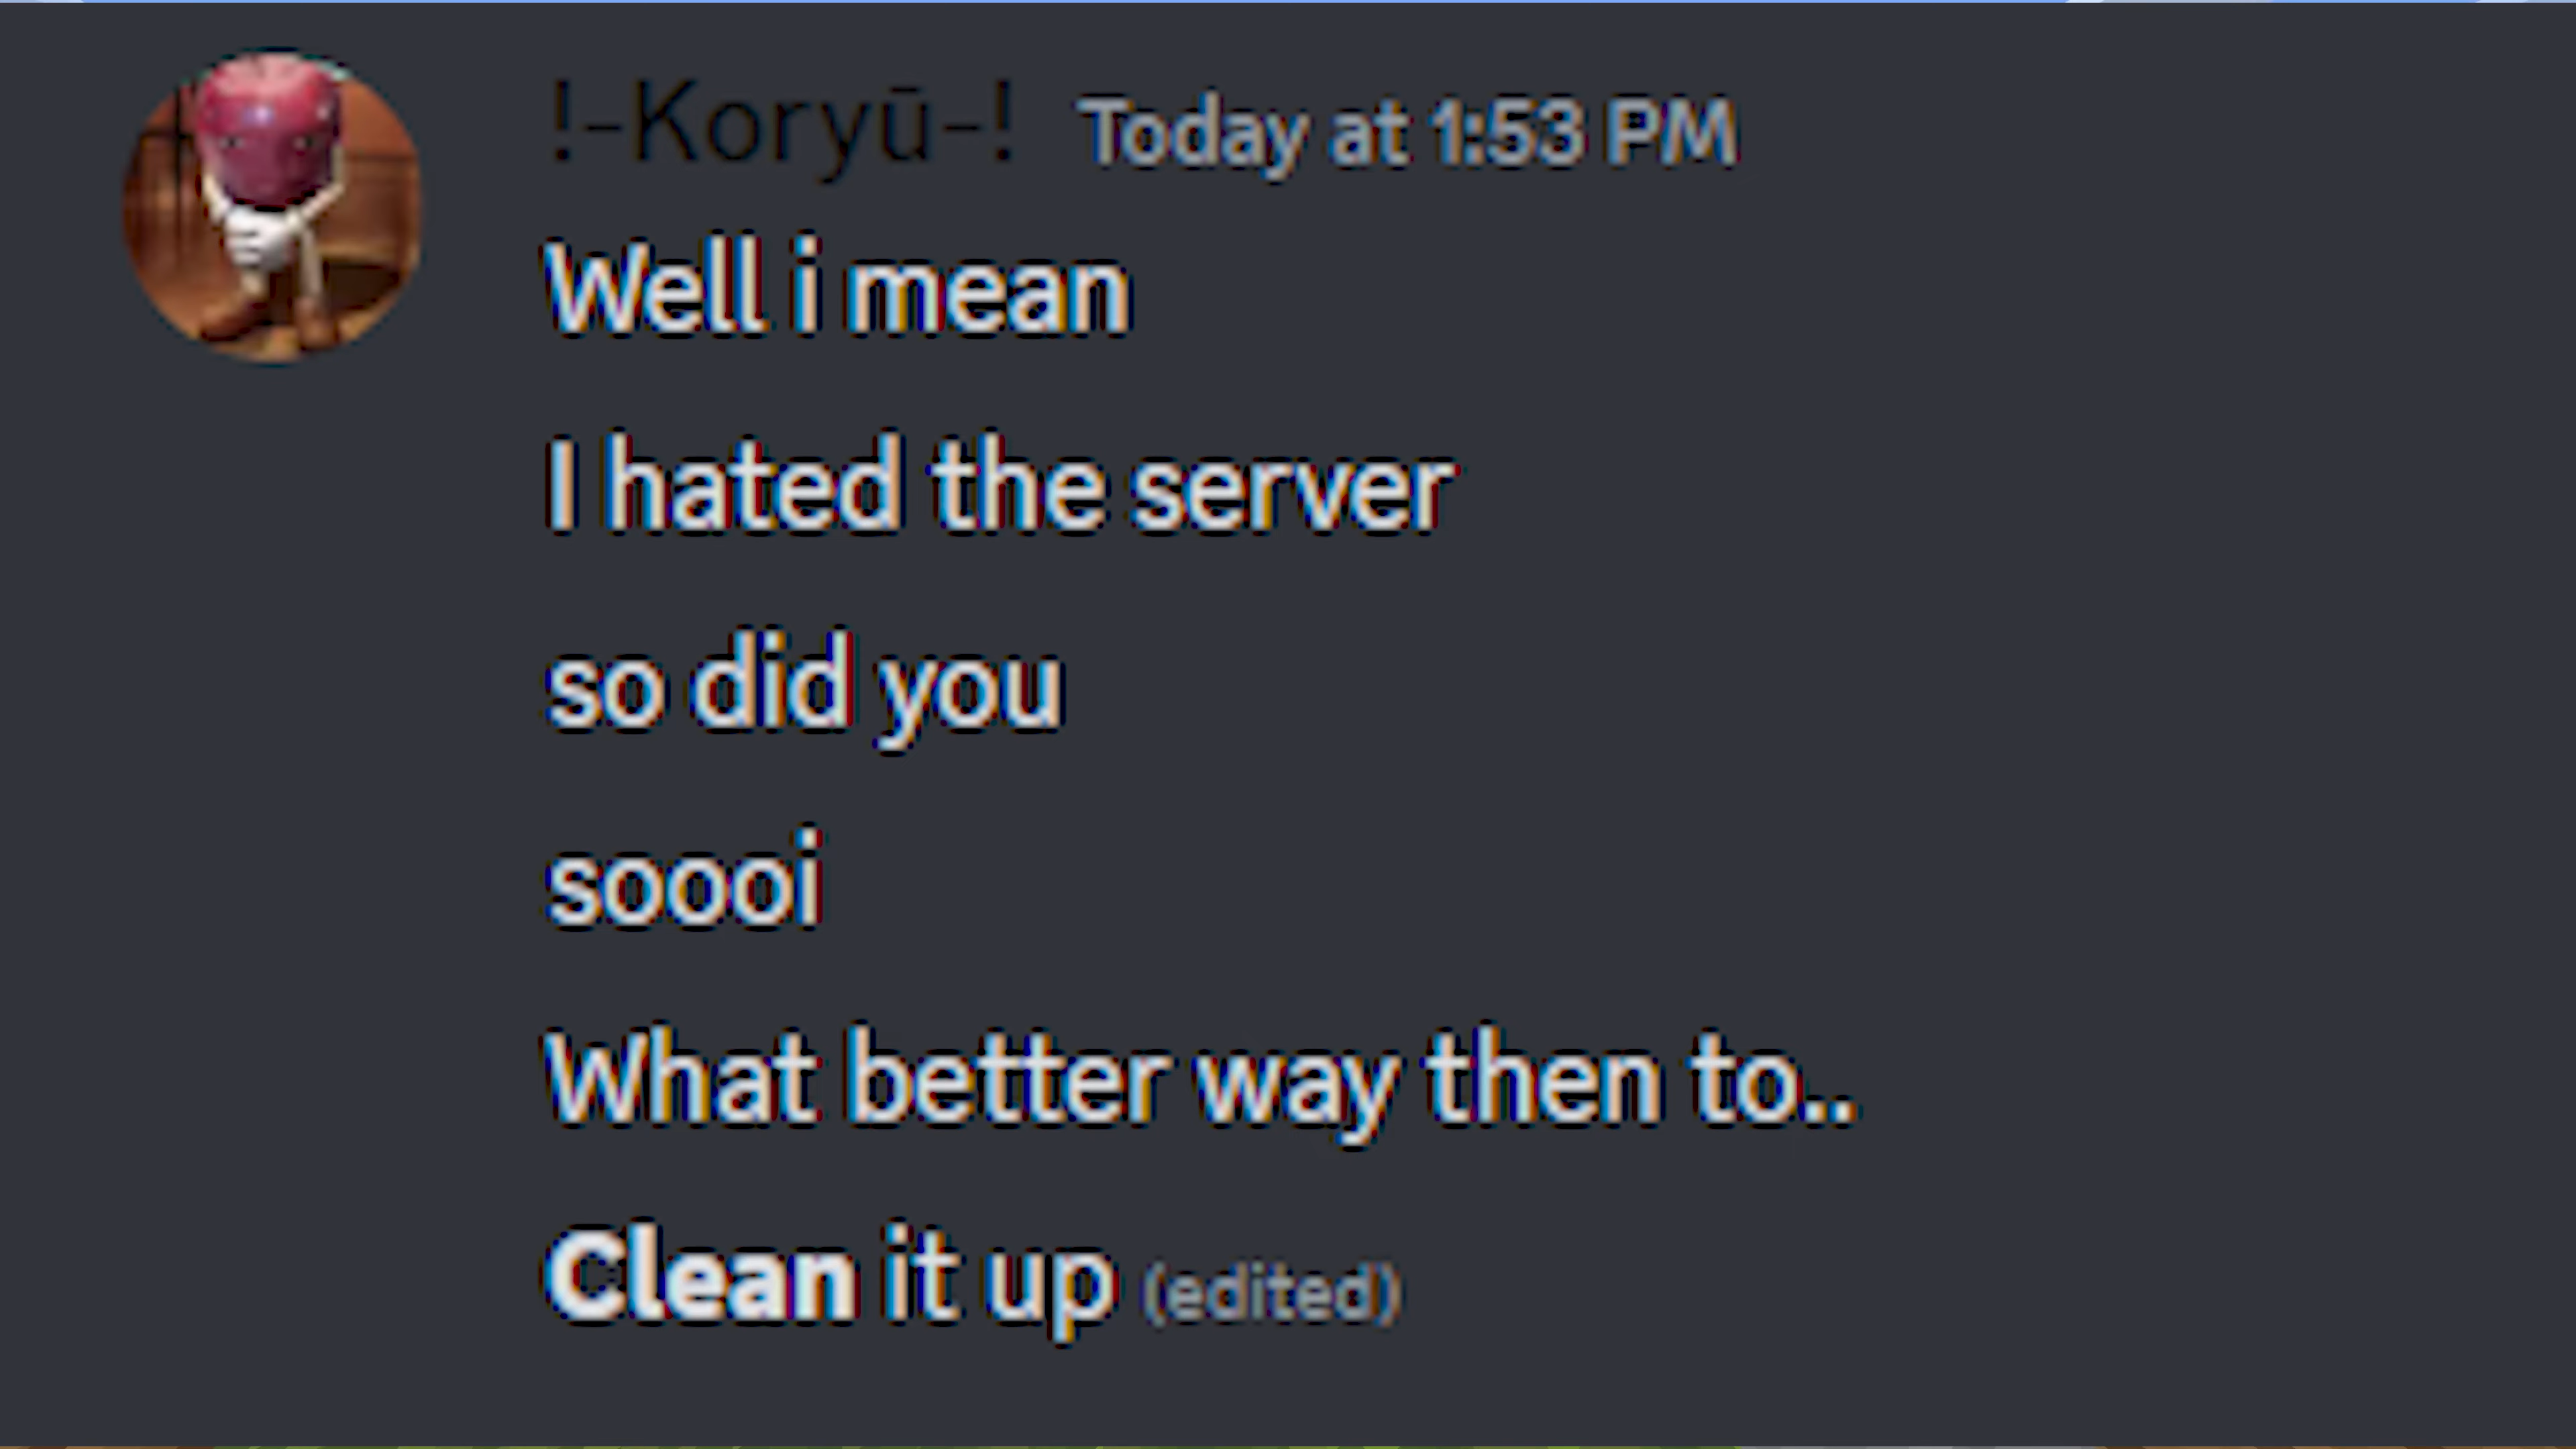 !-Koryū-! Today at 1:53 PM
Well i mean
I hated the server
so did you
soooi
What better way then to..
Clean it up (edited)